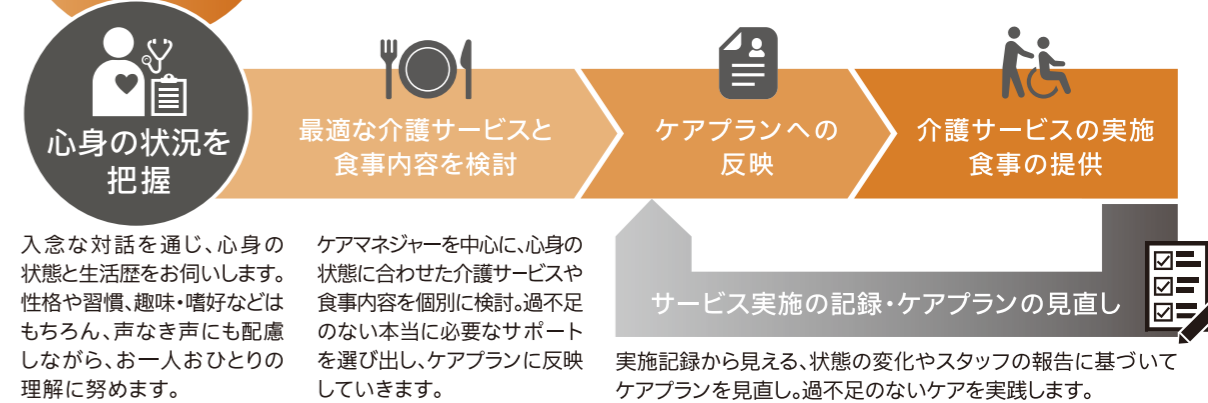 心身の状況を
把握
最適な介護サービスと
食事内容を検討
ケアプランへの
反映
介護サービスの実施
食事の提供
入念な対話を通じ、心身の
状態と生活歴をお伺いします。
性格や習慣、趣味・嗜好などは
もちろん、声なき声にも配慮
しながら、お一人おひとりの
理解に努めます。
ケアマネジャーを中心に、心身の
状態に合わせた介護サービスや
食事内容を個別に検討。過不足
のない本当に必要なサポート
を選び出し、ケアプランに反映
していきます。
サービス実施の記録・ケアプランの見直し
実施記録から見える、状態の変化やスタッフの報告に基づいて
ケアプランを見直し。過不足のないケアを実践します。